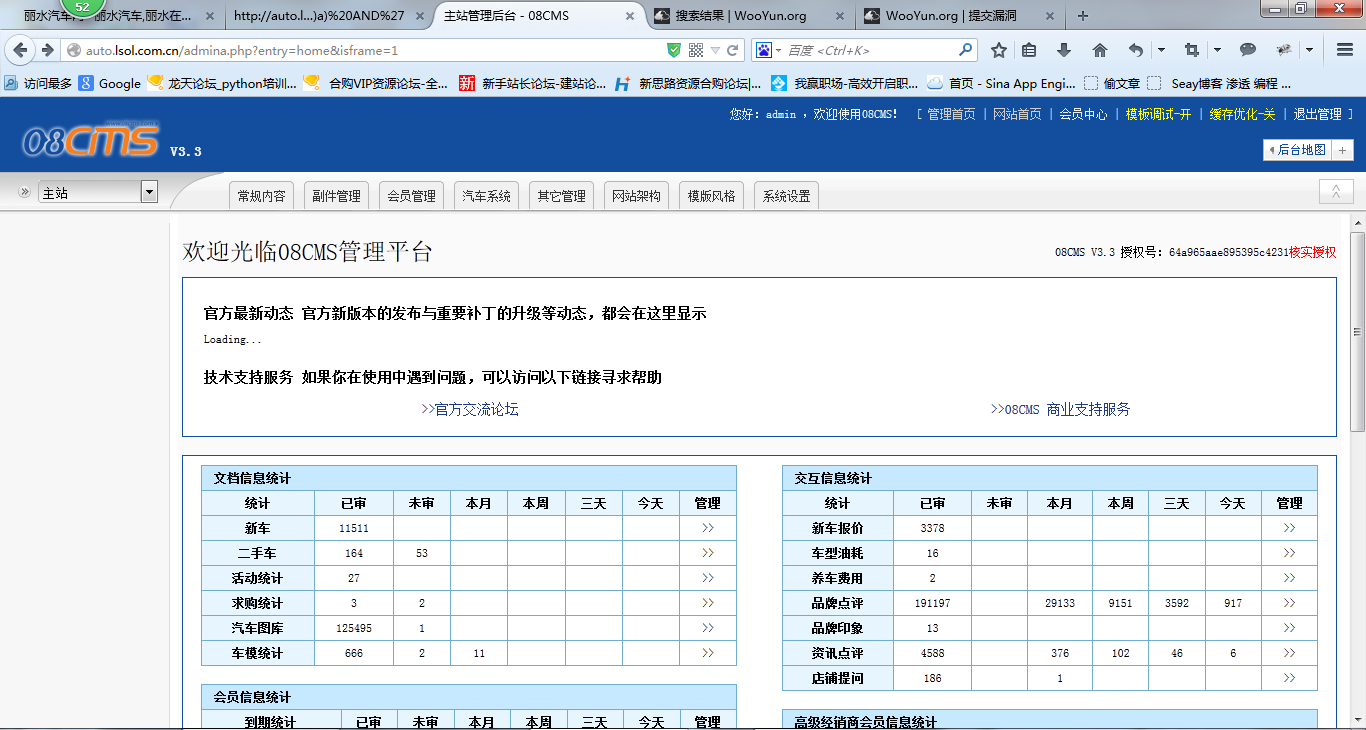 丽水汽车 丽水汽车,丽水在... × http://auto.l...)a)%20AND%27 × 主站管理后台 - 08CMS × 搜索结果 | WooYun.org × WooYun.org | 提交漏洞 × +
52
auto.lsol.com.cn/admina.php?entry=home&isframe=1 百度 <Ctrl+K>
访问最多 Google 龙天论坛_python培训... 合购VIP资源论坛-全... 新手站长论坛-建站论... 新思路资源合购论坛|... 我赢职场-高效开启职... 首页 - Sina App Engi... 偷文章 Seay博客 渗透 编程 ...
您好: admin , 欢迎使用08CMS! [ 管理首页 | 网站首页 | 会员中心 | 模板调试-开 | 缓存优化-关 | 退出管理 ]
08CMS V3.3
后台地图 +
主站 常规内容 副件管理 会员管理 汽车系统 其它管理 网站架构 模版风格 系统设置
欢迎光临08CMS管理平台
08CMS V3.3 授权号: 64a965aae895395c4231核实授权
官方最新动态 官方新版本的发布与重要补丁的升级等动态，都会在这里显示
Loading...
技术支持服务 如果你在使用中遇到问题，可以访问以下链接寻求帮助
>>官方交流论坛 >>08CMS 商业支持服务
文档信息统计
统计 已审 未审 本月 本周 三天 今天 管理
新车 11511 >>
二手车 164 53 >>
活动统计 27 >>
求购统计 3 2 >>
汽车图库 125495 1 >>
车模统计 666 2 11 >>
会员信息统计
到期统计 已审 未审 本月 本周 三天 今天 管理
交互信息统计
统计 已审 未审 本月 本周 三天 今天 管理
新车报价 3378 >>
车型油耗 16 >>
养车费用 2 >>
品牌点评 191197 29133 9151 3592 917 >>
品牌印象 13 >>
资讯点评 4588 376 102 46 6 >>
店铺提问 186 1 >>
高级经销商会员信息统计